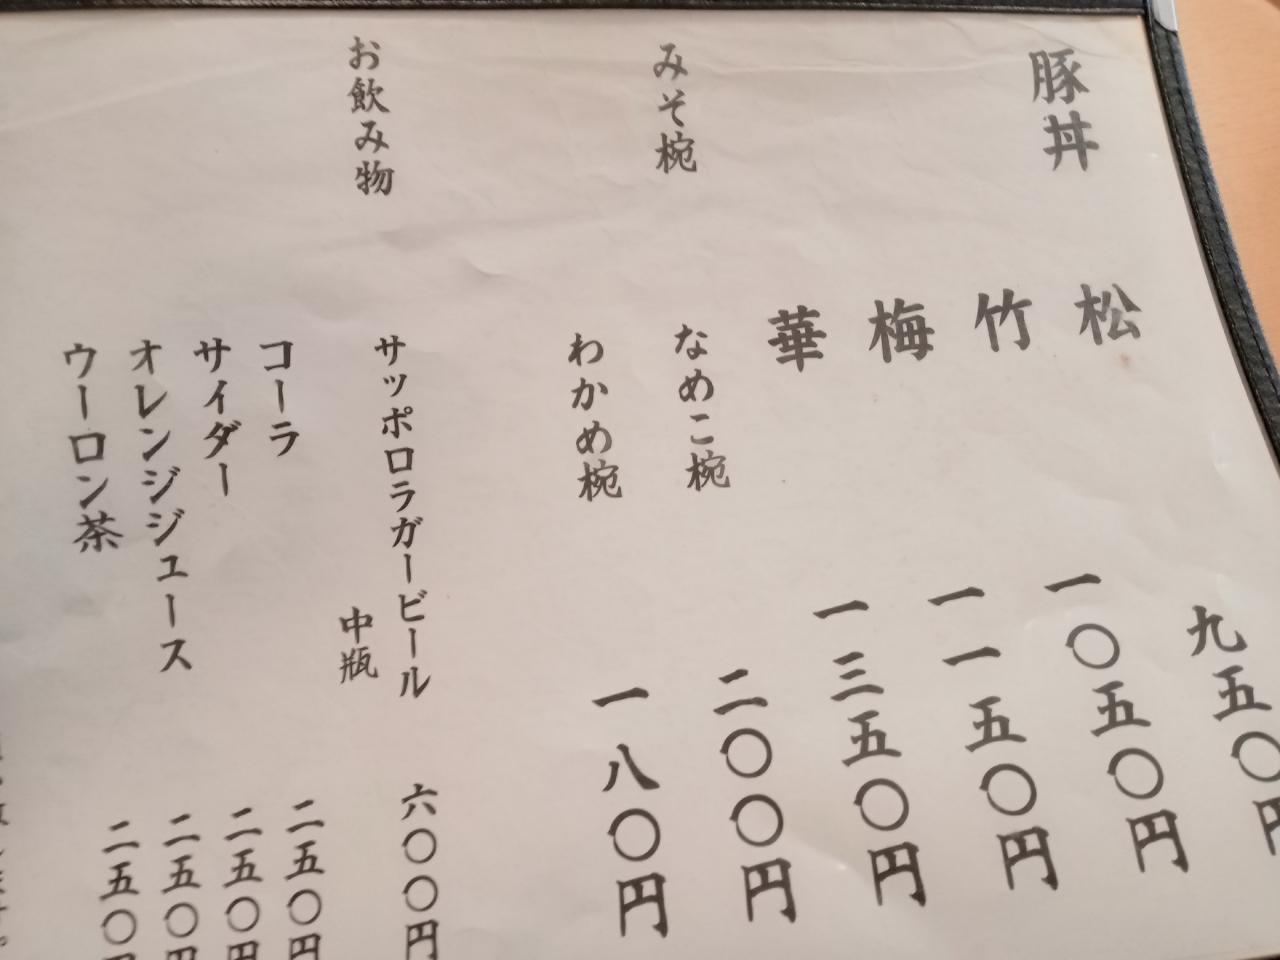 豚丼
松 九五〇円
竹 一〇五〇円
梅 一一五〇円
華 一三五〇円
みそ椀
なめこ椀 二〇〇円
わかめ椀 一八〇円
お飲み物
サッポロラガービール 六〇〇円
中瓶
コーラ 二五〇円
サイダー 二五〇円
オレンジジュース 二五〇円
ウーロン茶 二五〇円